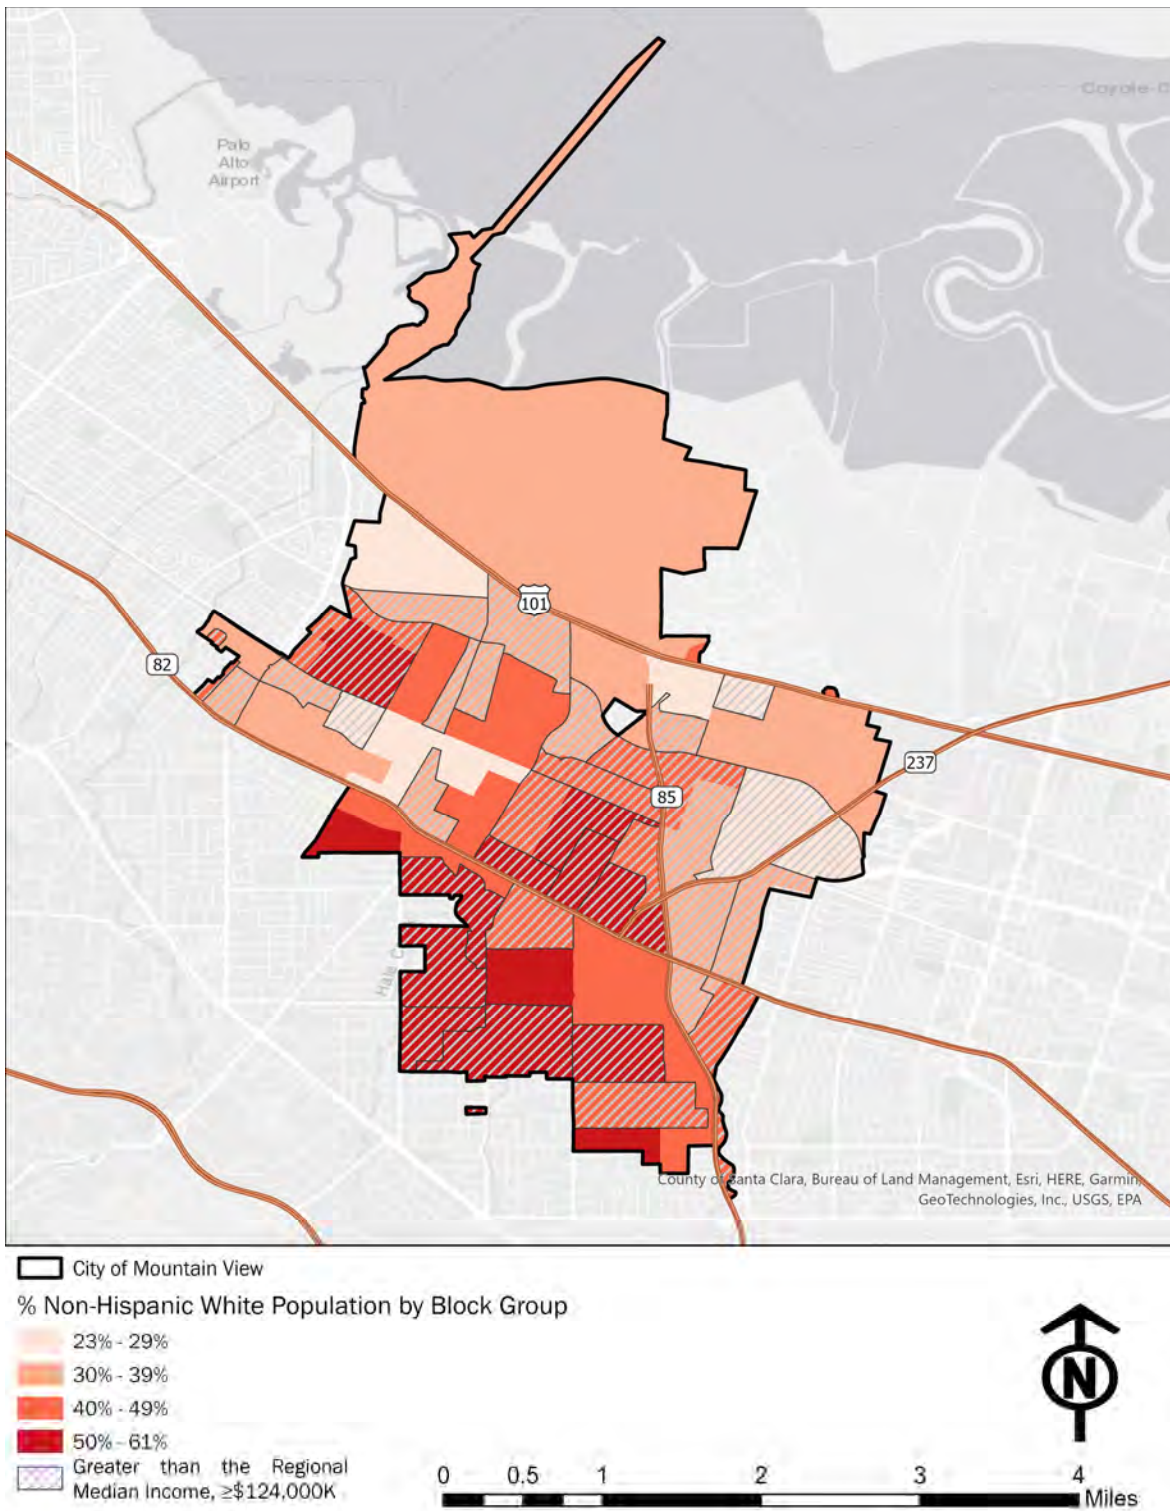 Coyote C
Palo
Alto
Airport
101
82
237
85
County of Santa Clara, Bureau of Land Management, Esri, HERE, Garmin,
GeoTechnologies, Inc., USGS, EPA
City of Mountain View
% Non-Hispanic White Population by Block Group
23% - 29%
30% - 39%
40% - 49%
50% - 61%
Greater than the Regional
Median Income, ≥$124,000K
N
0 0.5 1 2 3 4
Miles